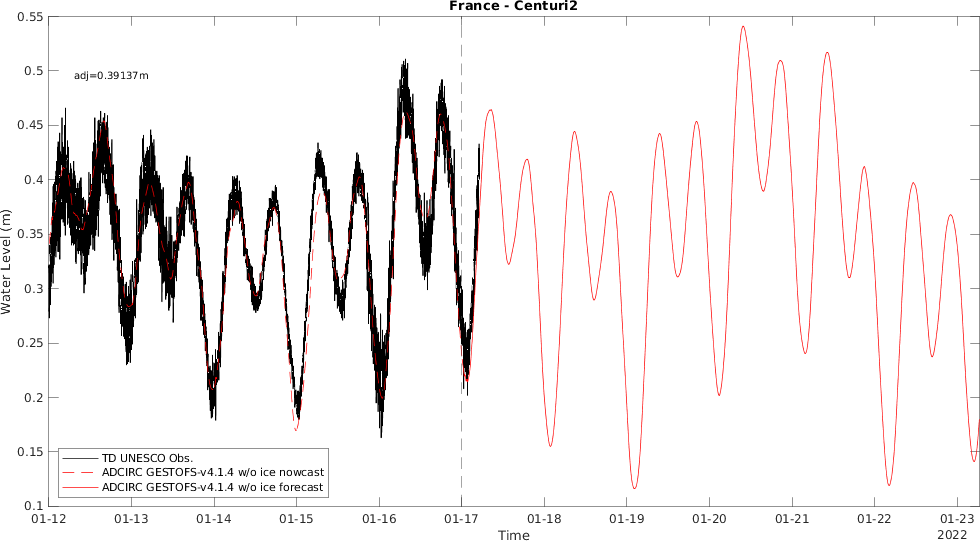 France - Centuri2
0.55
0.5
0.45
0.4
0.35
0.3
0.25
0.2
0.15
0.1
Water Level (m)
adj=0.39137m
TD UNESCO Obs.
ADCIRC GESTOFS-v4.1.4 w/o ice nowcast
ADCIRC GESTOFS-v4.1.4 w/o ice forecast
01-12 01-13 01-14 01-15 01-16 01-17 01-18 01-19 01-20 01-21 01-22 01-23
Time 2022